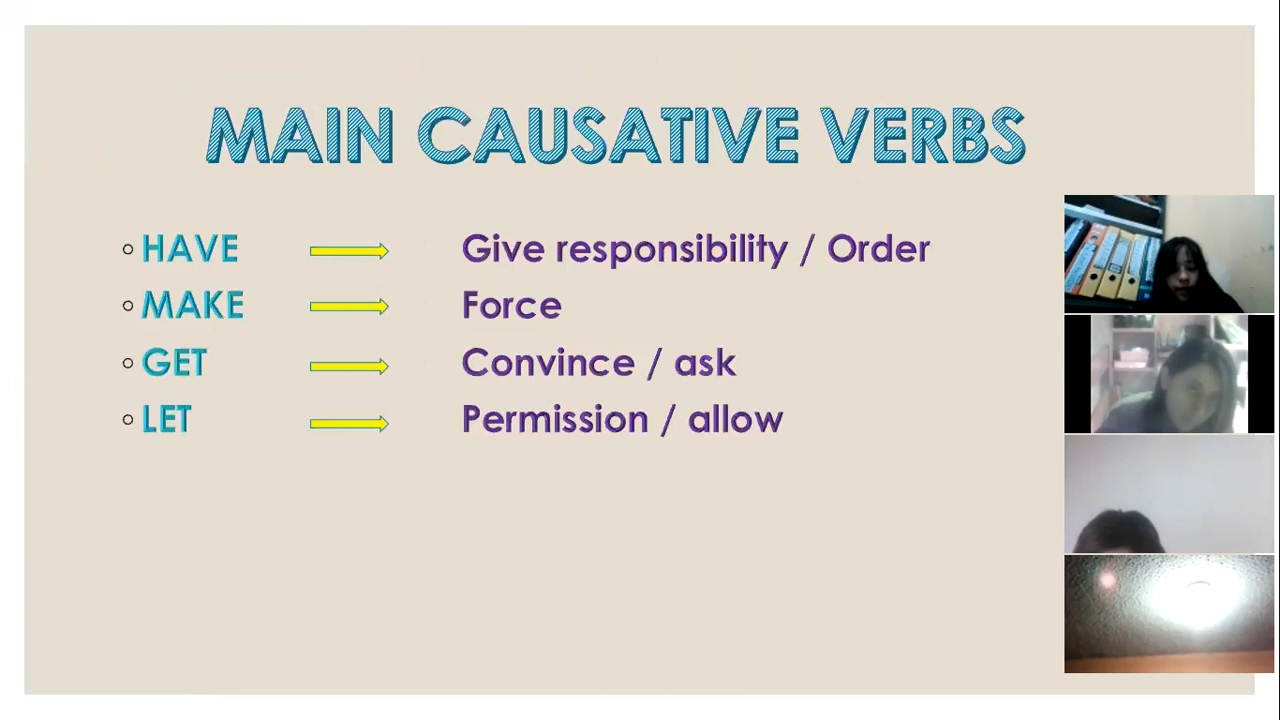 MAIN CAUSATIVE VERBS
HAVE Give responsibility / Order
MAKE Force
GET Convince / ask
LET Permission / allow